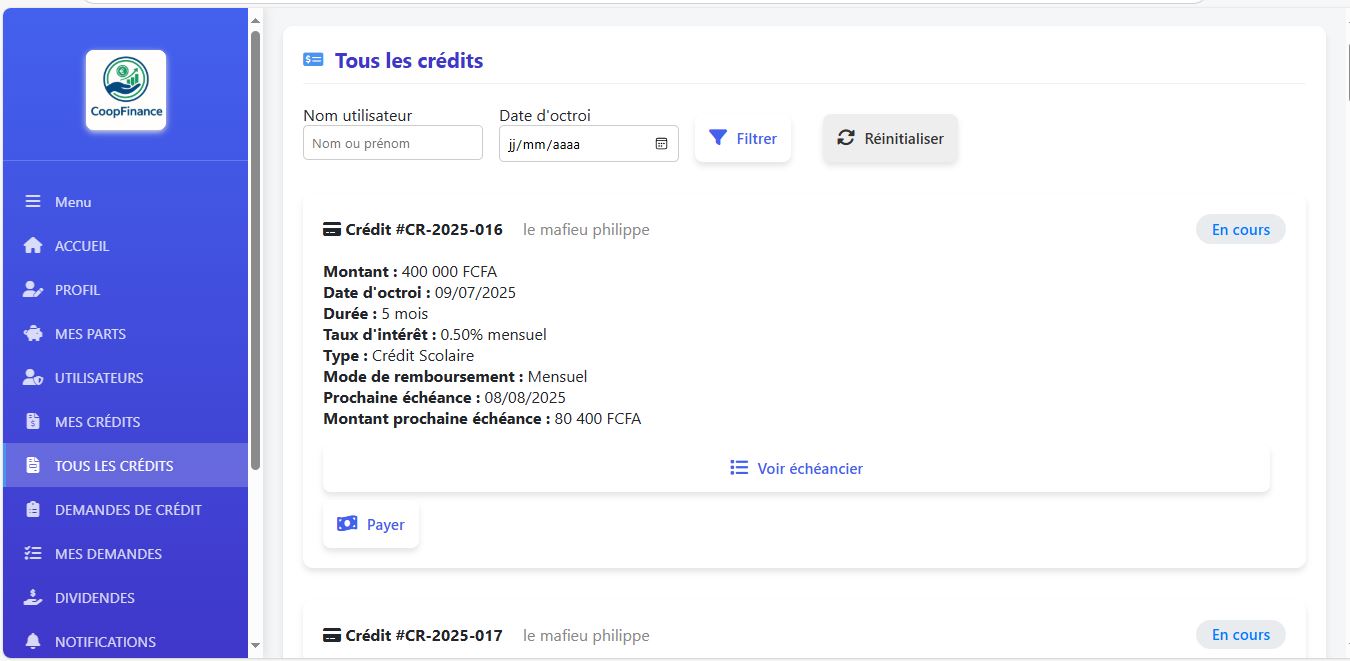 CoopFinance
Menu
ACCUEIL
PROFIL
MES PARTS
UTILISATEURS
MES CRÉDITS
TOUS LES CRÉDITS
DEMANDES DE CRÉDIT
MES DEMANDES
DIVIDENDES
NOTIFICATIONS
Tous les crédits
Nom utilisateur
Nom ou prénom
Date d'octroi
jj/mm/aaaa
Filtrer
Réinitialiser
Crédit #CR-2025-016 le mafieu philippe En cours
Montant : 400 000 FCFA
Date d'octroi : 09/07/2025
Durée : 5 mois
Taux d'intérêt : 0.50% mensuel
Type : Crédit Scolaire
Mode de remboursement : Mensuel
Prochaine échéance : 08/08/2025
Montant prochaine échéance : 80 400 FCFA
Voir échéancier
Payer
Crédit #CR-2025-017 le mafieu philippe En cours